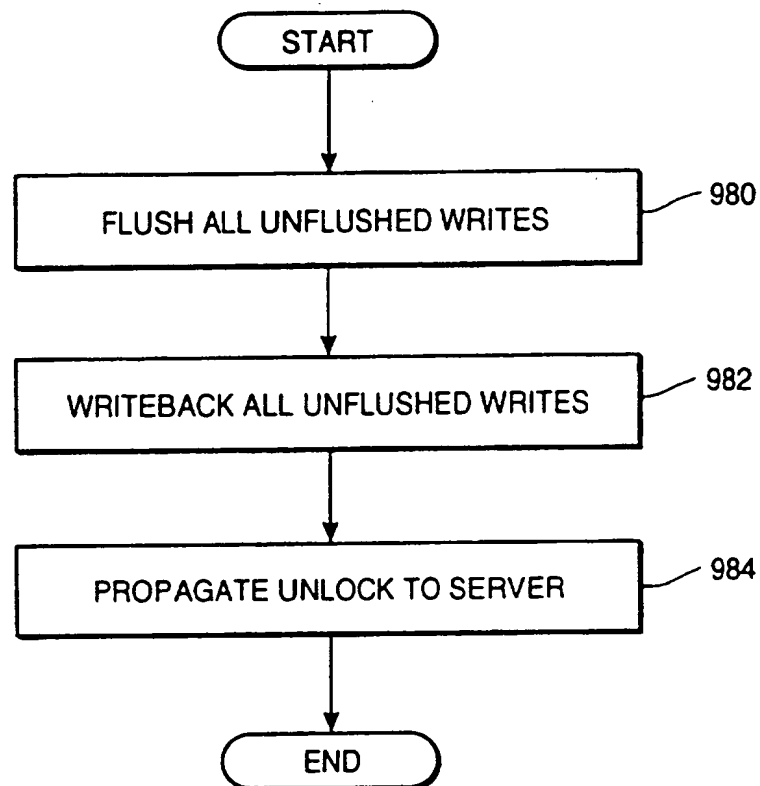 START
FLUSH ALL UNFLUSHED WRITES
980
WRITEBACK ALL UNFLUSHED WRITES
982
PROPAGATE UNLOCK TO SERVER
984
END